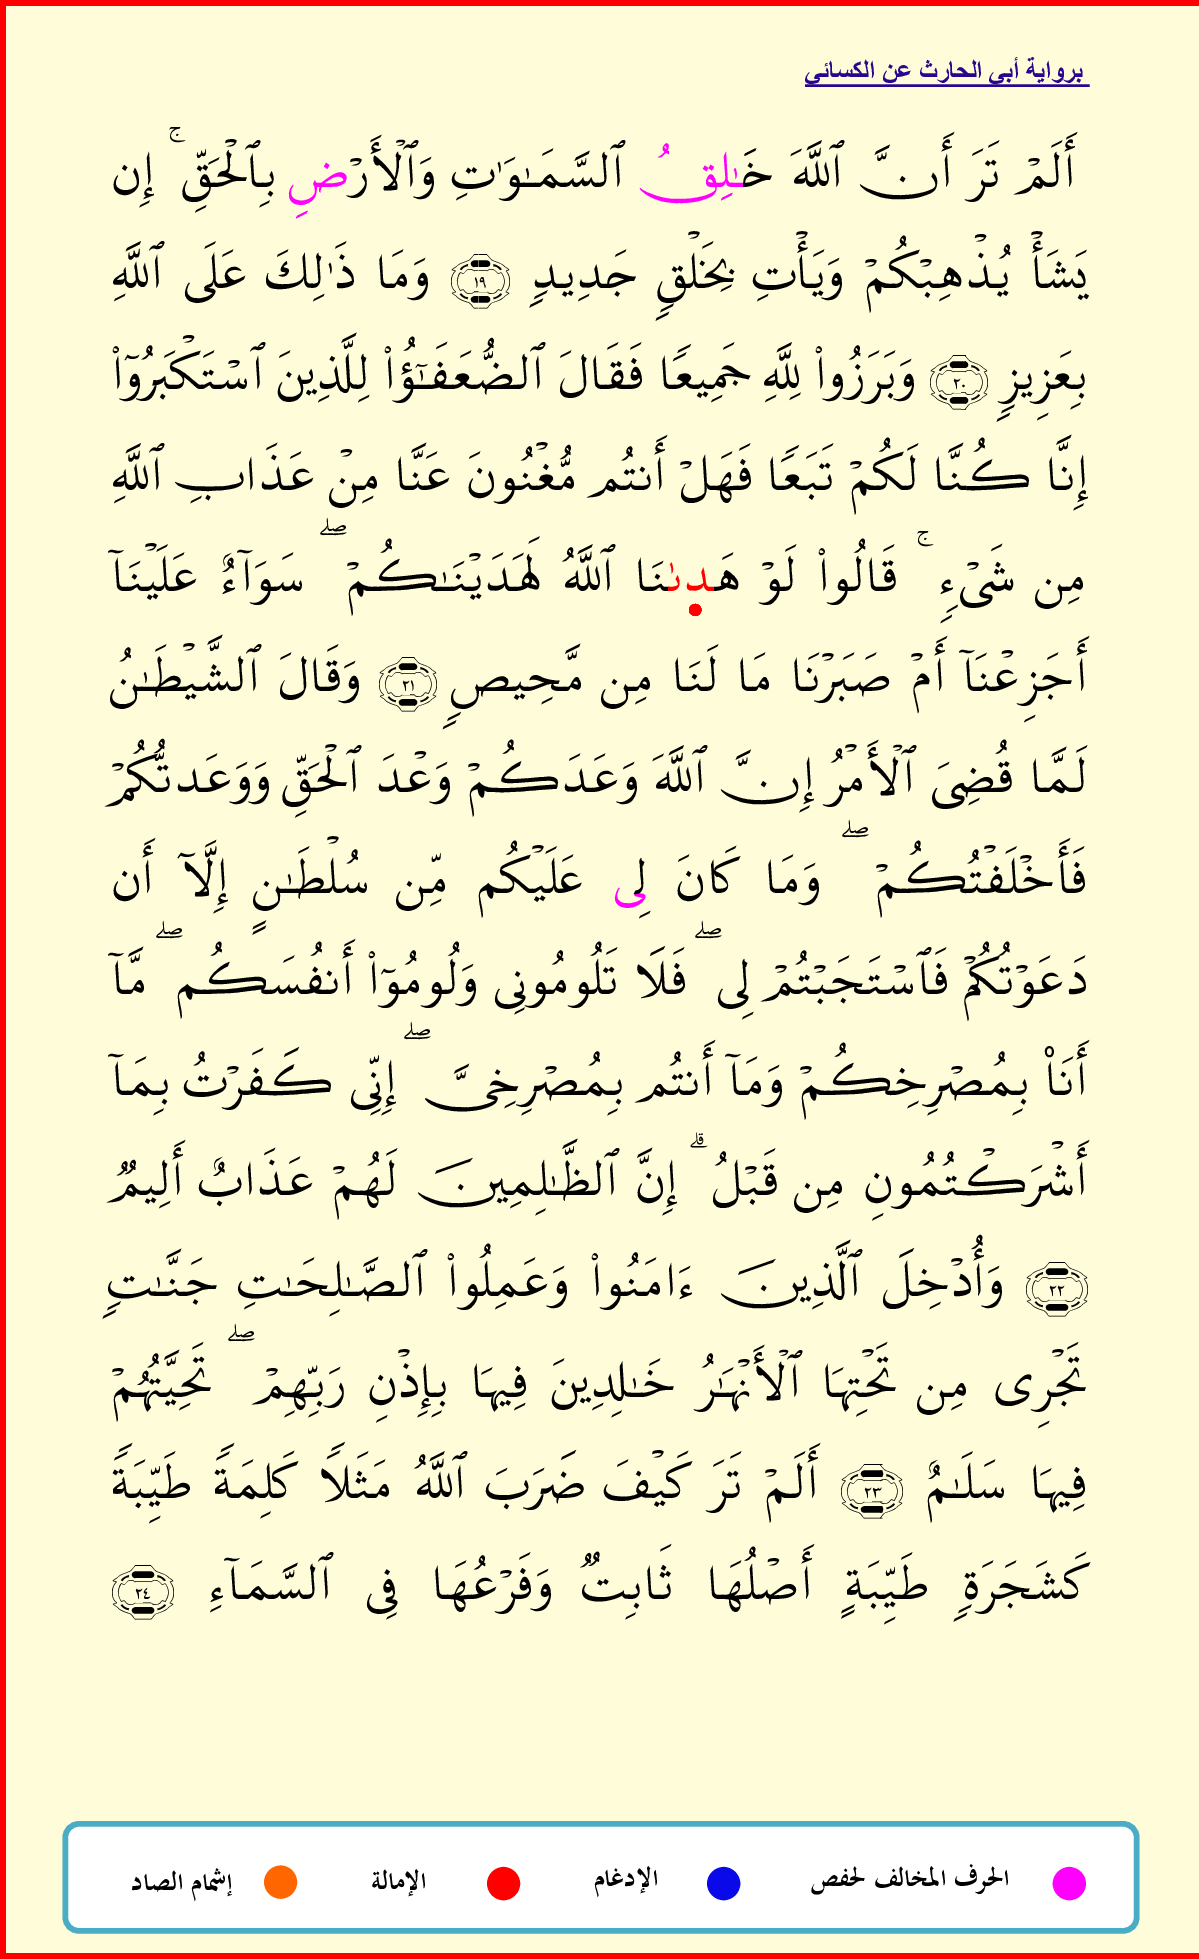 برواية أبي الحارث عن الكسائي
أَلَمۡ تَرَ أَنَّ ٱللَّهَ خَٰلِقُ ٱلسَّمَٰوَٰتِ وَٱلۡأَرۡضِ بِٱلۡحَقِّۚ إِن
يَشَأۡ يُذۡهِبۡكُمۡ وَيَأۡتِ بِخَلۡقٖ جَدِيدٖ ١٩ وَمَا ذَٰلِكَ عَلَى ٱللَّهِ
بِعَزِيزٖ ٢٠ وَبَرَزُواْ لِلَّهِ جَمِيعٗا فَقَالَ ٱلضُّعَفَٰٓؤُاْ لِلَّذِينَ ٱسۡتَكۡبَرُوٓاْ
إِنَّا كُنَّا لَكُمۡ تَبَعٗا فَهَلۡ أَنتُم مُّغۡنُونَ عَنَّا مِنۡ عَذَابِ ٱللَّهِ
مِن شَيۡءٖۚ قَالُواْ لَوۡ هَدىٰنَا ٱللَّهُ لَهَدَيۡنَٰكُمۡۖ سَوَآءٌ عَلَيۡنَآ
أَجَزِعۡنَآ أَمۡ صَبَرۡنَا مَا لَنَا مِن مَّحِيصٖ ٢١ وَقَالَ ٱلشَّيۡطَٰنُ
لَمَّا قُضِيَ ٱلۡأَمۡرُ إِنَّ ٱللَّهَ وَعَدَكُمۡ وَعۡدَ ٱلۡحَقِّ وَوَعَدتُّكُمۡ
فَأَخۡلَفۡتُكُمۡۖ وَمَا كَانَ لِي عَلَيۡكُم مِّن سُلۡطَٰنٍ إِلَّآ أَن
دَعَوۡتُكُمۡ فَٱسۡتَجَبۡتُمۡ لِيۖ فَلَا تَلُومُونِي وَلُومُوٓاْ أَنفُسَكُمۖ مَّآ
أَنَا۠ بِمُصۡرِخِكُمۡ وَمَآ أَنتُم بِمُصۡرِخِيَّۖ إِنِّي كَفَرۡتُ بِمَآ
أَشۡرَكۡتُمُونِ مِن قَبۡلُۗ إِنَّ ٱلظَّٰلِمِينَ لَهُمۡ عَذَابٌ أَلِيمٞ
٢٢ وَأُدۡخِلَ ٱلَّذِينَ ءَامَنُواْ وَعَمِلُواْ ٱلصَّٰلِحَٰتِ جَنَّٰتٖ
تَجۡرِي مِن تَحۡتِهَا ٱلۡأَنۡهَٰرُ خَٰلِدِينَ فِيهَا بِإِذۡنِ رَبِّهِمۡۖ تَحِيَّتُهُمۡ
فِيهَا سَلَٰمٌ ٢٣ أَلَمۡ تَرَ كَيۡفَ ضَرَبَ ٱللَّهُ مَثَلٗا كَلِمَةٗ طَيِّبَةٗ
كَشَجَرَةٖ طَيِّبَةٍ أَصۡلُهَا ثَابِتٞ وَفَرۡعُهَا فِي ٱلسَّمَآءِ ٢٤
الحرف المخالف لحفص الإدغام الإمالة إشمام الصاد